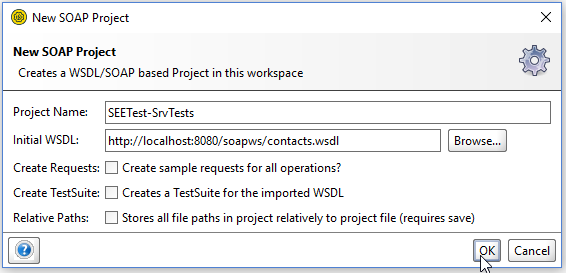 New SOAP Project
New SOAP Project
Creates a WSDL/SOAP based Project in this workspace
Project Name: SEETest-SrvTests
Initial WSDL: http://localhost:8080/soapws/contacts.wsdl Browse...
Create Requests: Create sample requests for all operations?
Create TestSuite: Creates a TestSuite for the imported WSDL
Relative Paths: Stores all file paths in project relatively to project file (requires save)
? OK Cancel